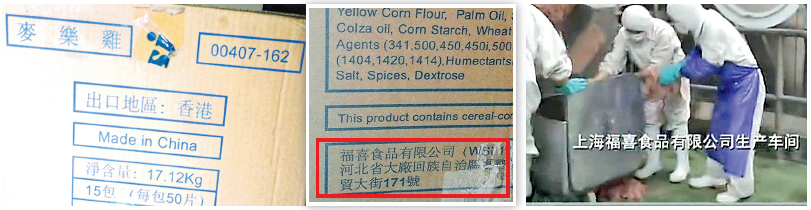 麥樂雞
00407-162
出口地區: 香港
Made in China
淨含量: 17.12Kg
15包 (每包50片)
Yellow Corn Flour, Palm Oil,
Colza oil, Corn Starch, Wheat
Agents (341,500,450,450i,500
(1404,1420,1414).Humectants
Salt, Spices, Dextrose
This product contains cereal-co
福喜食品有限公司 (WSI
河北省大廠回族自治縣
貿大街171號
上海福喜食品有限公司生产车间